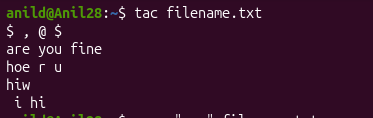 anild@Anil28:~$ tac filename.txt
$ , @ $
are you fine
hoe r u
hiw
 i hi